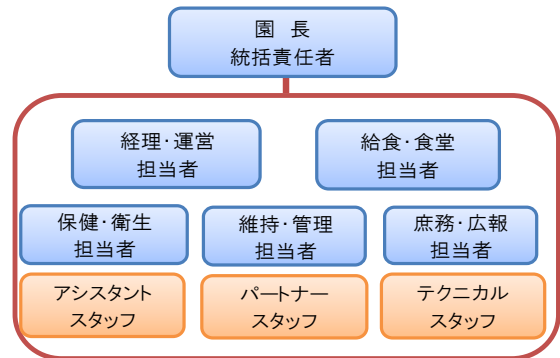 園 長
統括責任者
経理・運営
担当者
給食・食堂
担当者
保健・衛生
担当者
維持・管理
担当者
庶務・広報
担当者
アシスタント
スタッフ
パートナー
スタッフ
テクニカル
スタッフ